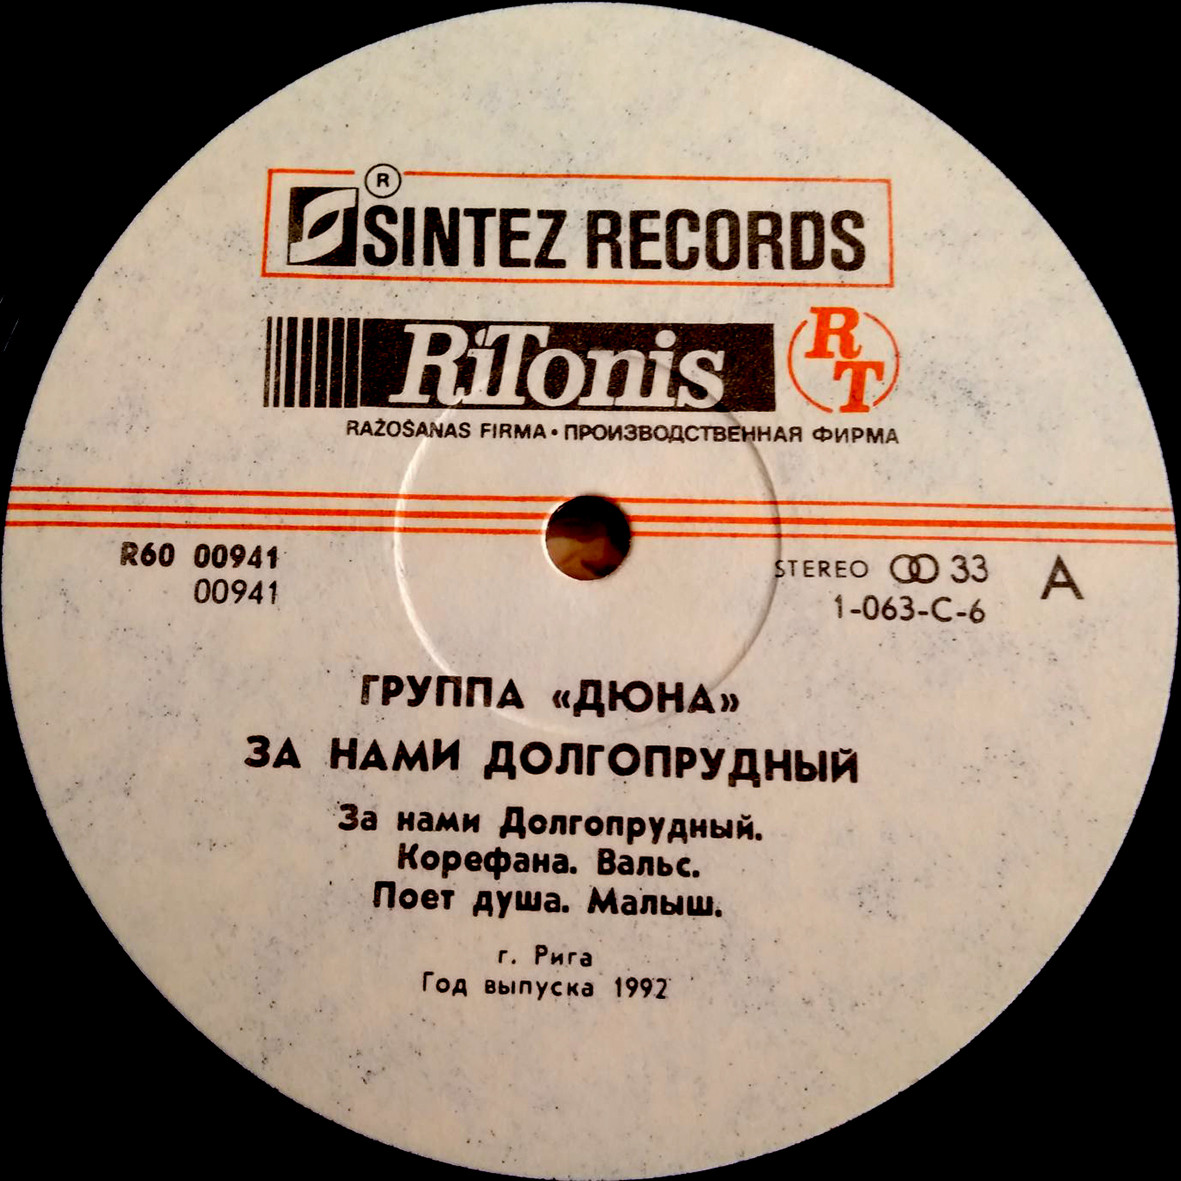 ®
SINTEZ RECORDS
RiTonis RT
RAŽOŠANAS FIRMA • ПРОИЗВОДСТВЕННАЯ ФИРМА
R60 00941
00941
STEREO 33 A
1-063-С-6
ГРУППА «ДЮНА»
ЗА НАМИ ДОЛГОПРУДНЫЙ
За нами Долгопрудный.
Корефана. Вальс.
Поет душа. Малыш.
г. Рига
Год выпуска 1992